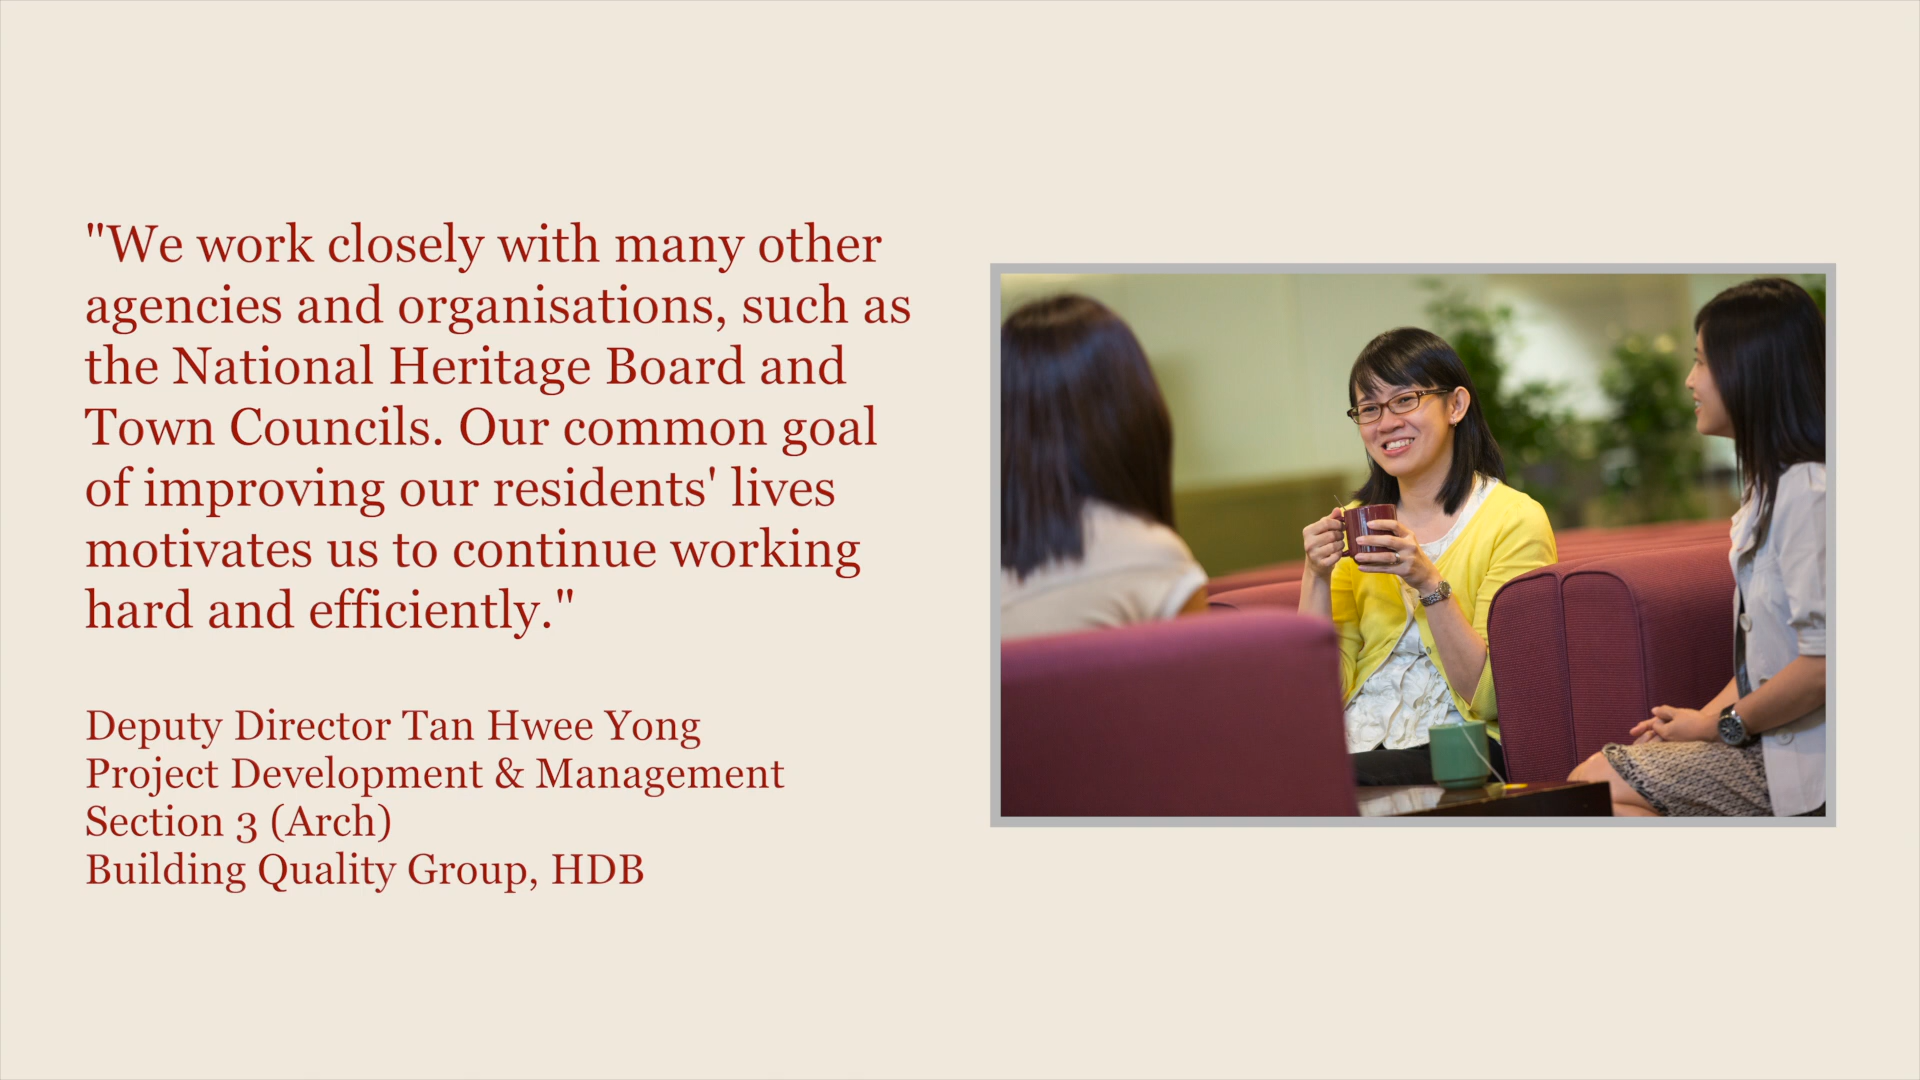 "We work closely with many other
agencies and organisations, such as
the National Heritage Board and
Town Councils. Our common goal
of improving our residents' lives
motivates us to continue working
hard and efficiently."
Deputy Director Tan Hwee Yong
Project Development & Management
Section 3 (Arch)
Building Quality Group, HDB